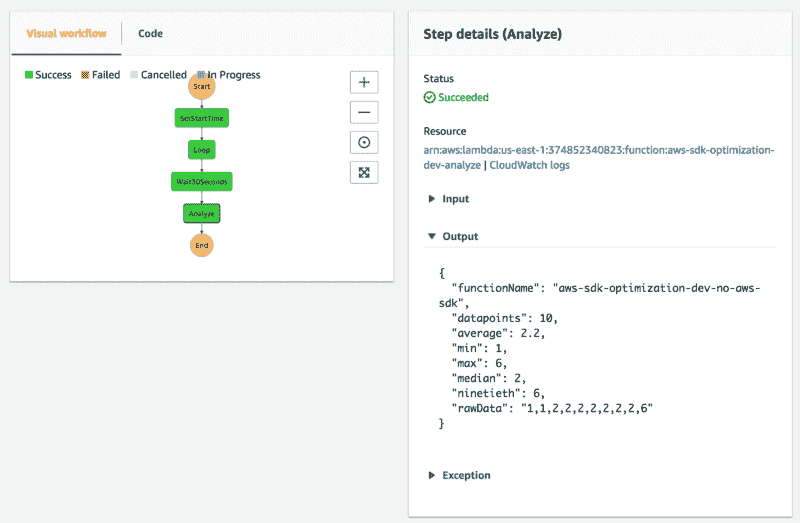 Visual workflow
Code
Success
Failed
Cancelled
In Progress
Start
SetStartTime
Loop
Wait30Seconds
Analyze
End
Step details (Analyze)
Status
Succeeded
Resource
arn:aws:lambda:us-east-1:374852340823:function:aws-sdk-optimization-
dev-analyze | CloudWatch logs
Input
Output
{
"functionName": "aws-sdk-optimization-dev-no-aws-
sdk",
"datapoints": 10,
"average": 2.2,
"min": 1,
"max": 6,
"median": 2,
"ninetieth": 6,
"rawData": "1,1,2,2,2,2,2,2,2,6"
}
Exception